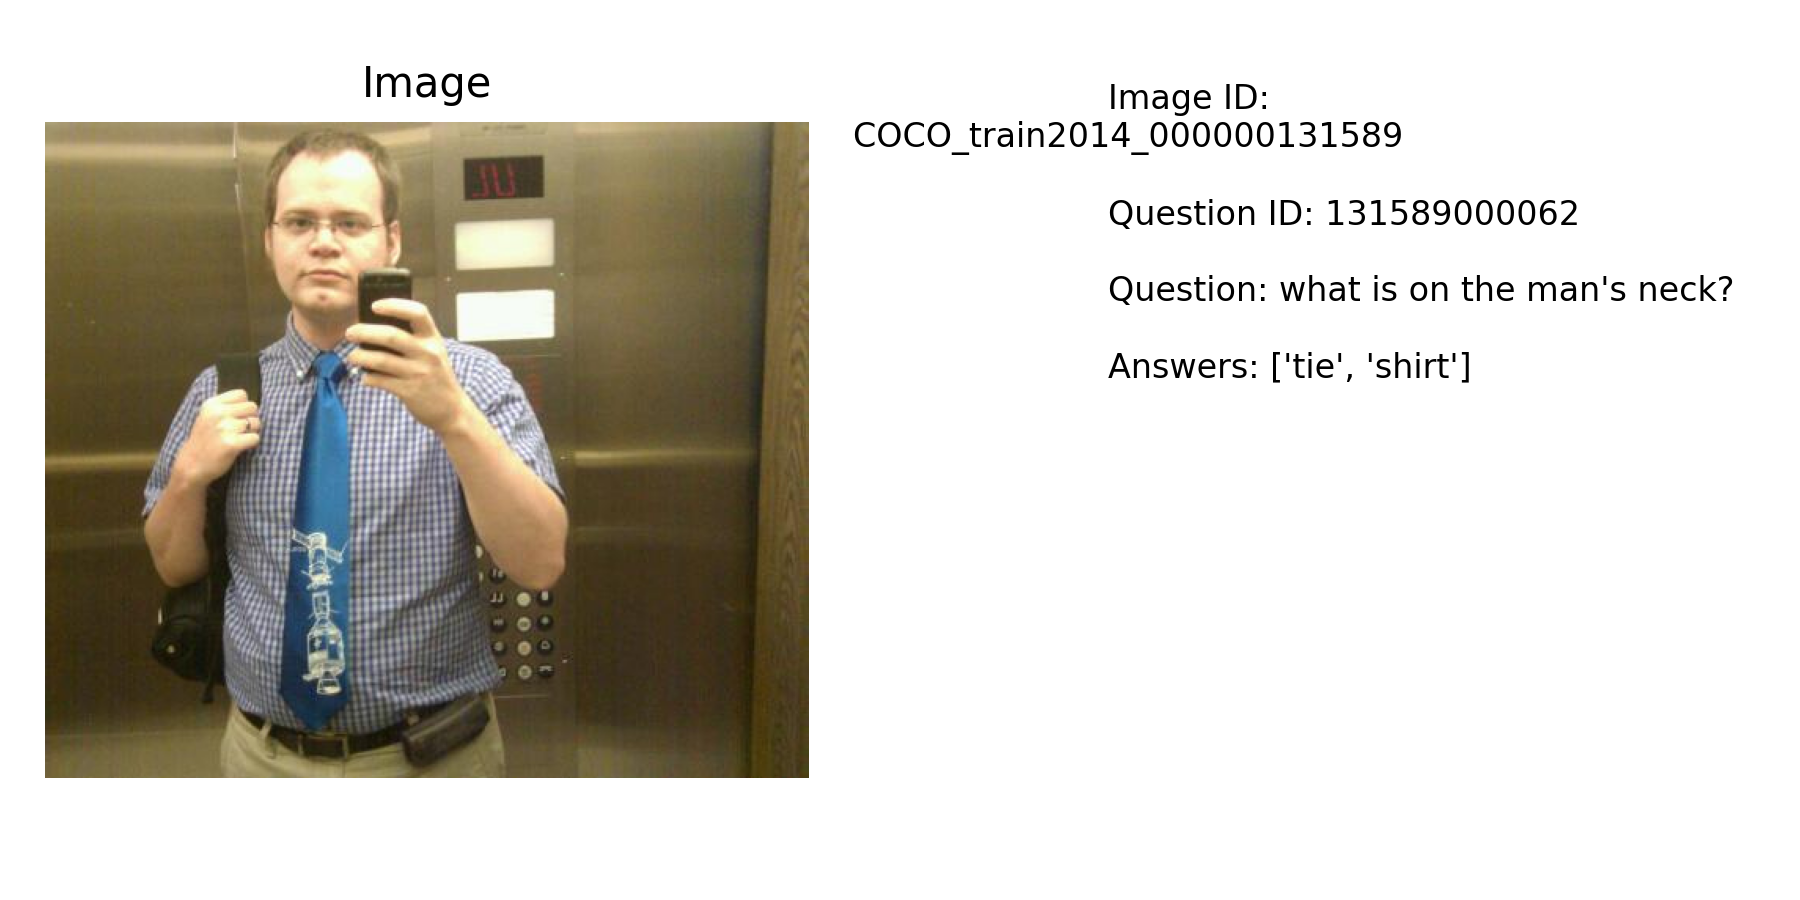 Image
Image ID:
COCO_train2014_000000131589
Question ID: 131589000062
Question: what is on the man's neck?
Answers: ['tie', 'shirt']